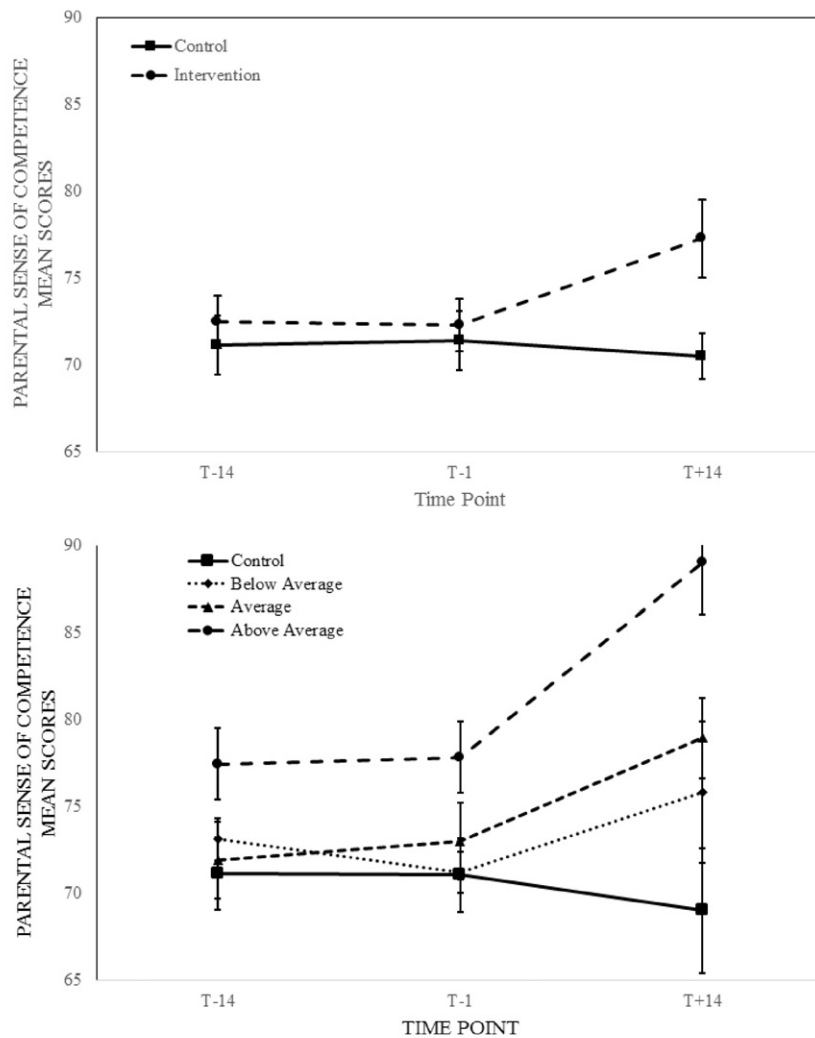 PARENTAL SENSE OF COMPETENCE
MEAN SCORES
90
85
80
75
70
65
Control
Intervention
T-14
T-1
T+14
Time Point
PARENTAL SENSE OF COMPETENCE
MEAN SCORES
90
85
80
75
70
65
Control
Below Average
Average
Above Average
T-14
T-1
T+14
TIME POINT